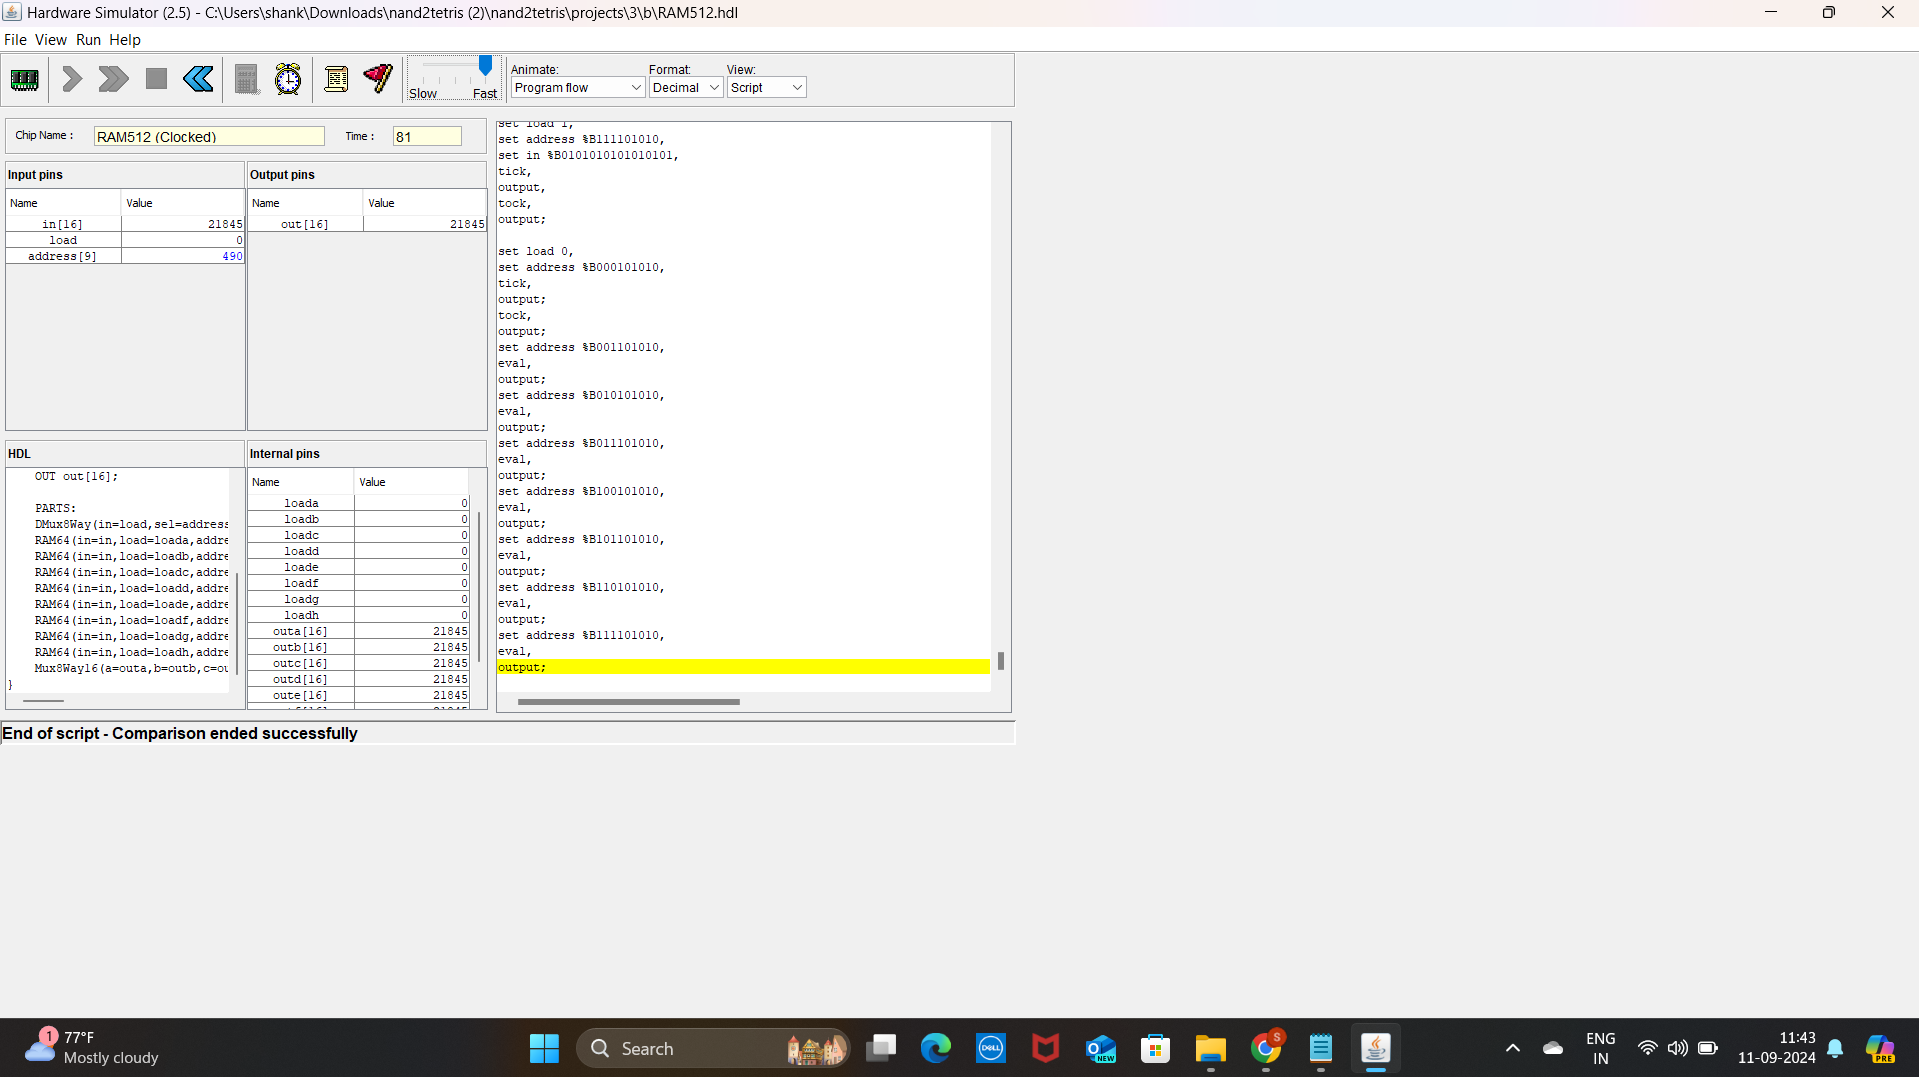 Hardware Simulator (2.5) - C:\Users\shank\Downloads\nand2tetris (2)\nand2tetris\projects\3\b\RAM512.hdl
File View Run Help
Slow Fast
Animate:
Program flow
Format:
Decimal
View:
Script
Chip Name :
RAM512 (Clocked)
Time :
81
Input pins
Name Value
in[16] 21845
load 0
address[9] 490
Output pins
Name Value
out[16] 21845
HDL
OUT out[16];
PARTS:
DMux8Way(in=load,sel=address
RAM64(in=in,load=loada,addre
RAM64(in=in,load=loadb,addre
RAM64(in=in,load=loadc,addre
RAM64(in=in,load=loadd,addre
RAM64(in=in,load=loade,addre
RAM64(in=in,load=loadf,addre
RAM64(in=in,load=loadg,addre
RAM64(in=in,load=loadh,addre
Mux8Way16(a=outa,b=outb,c=ou
}
Internal pins
Name Value
loada 0
loadb 0
loadc 0
loadd 0
loade 0
loadf 0
loadg 0
loadh 0
outa[16] 21845
outb[16] 21845
outc[16] 21845
outd[16] 21845
oute[16] 21845
set load 1,
set address %B111101010,
set in %B0101010101010101,
tick,
output,
tock,
output;
set load 0,
set address %B000101010,
tick,
output;
tock,
output;
set address %B001101010,
eval,
output;
set address %B010101010,
eval,
output;
set address %B011101010,
eval,
output;
set address %B100101010,
eval,
output;
set address %B101101010,
eval,
output;
set address %B110101010,
eval,
output;
set address %B111101010,
eval,
output;
End of script - Comparison ended successfully
1
77°F
Mostly cloudy
Search
DELL
NEW
S
ENG
IN
11:43
11-09-2024
PRE